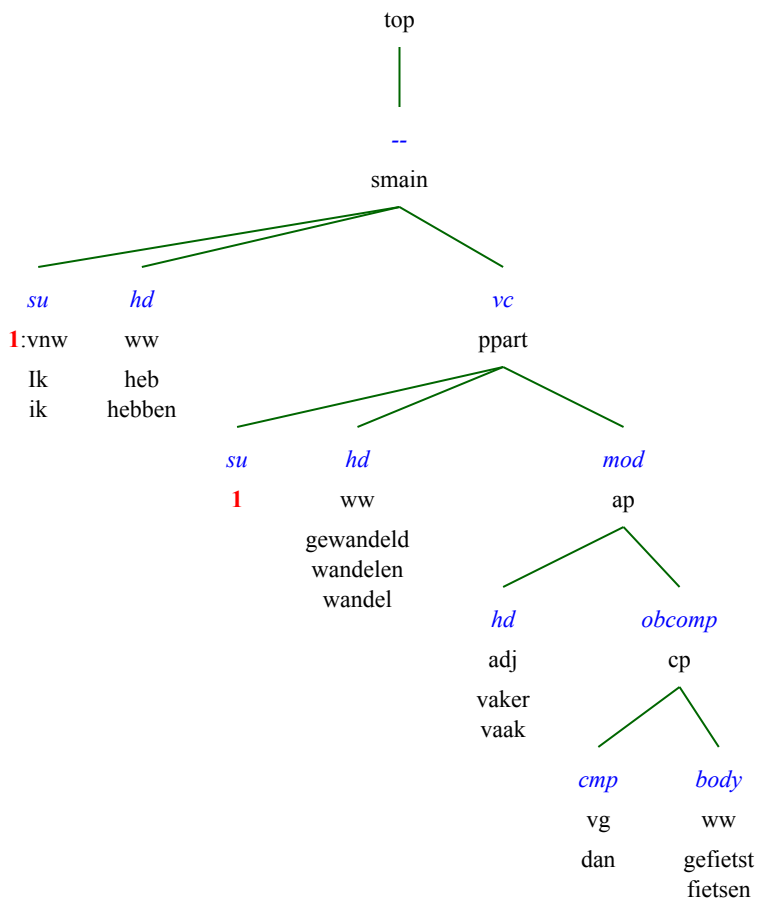 top
--
smain
su hd vc
1:vnw ww ppart
Ik heb
ik hebben
su hd mod
1 ww ap
gewandeld
wandelen
wandel
hd obcomp
adj cp
vaker
vaak
cmp body
vg ww
dan gefietst
fietsen